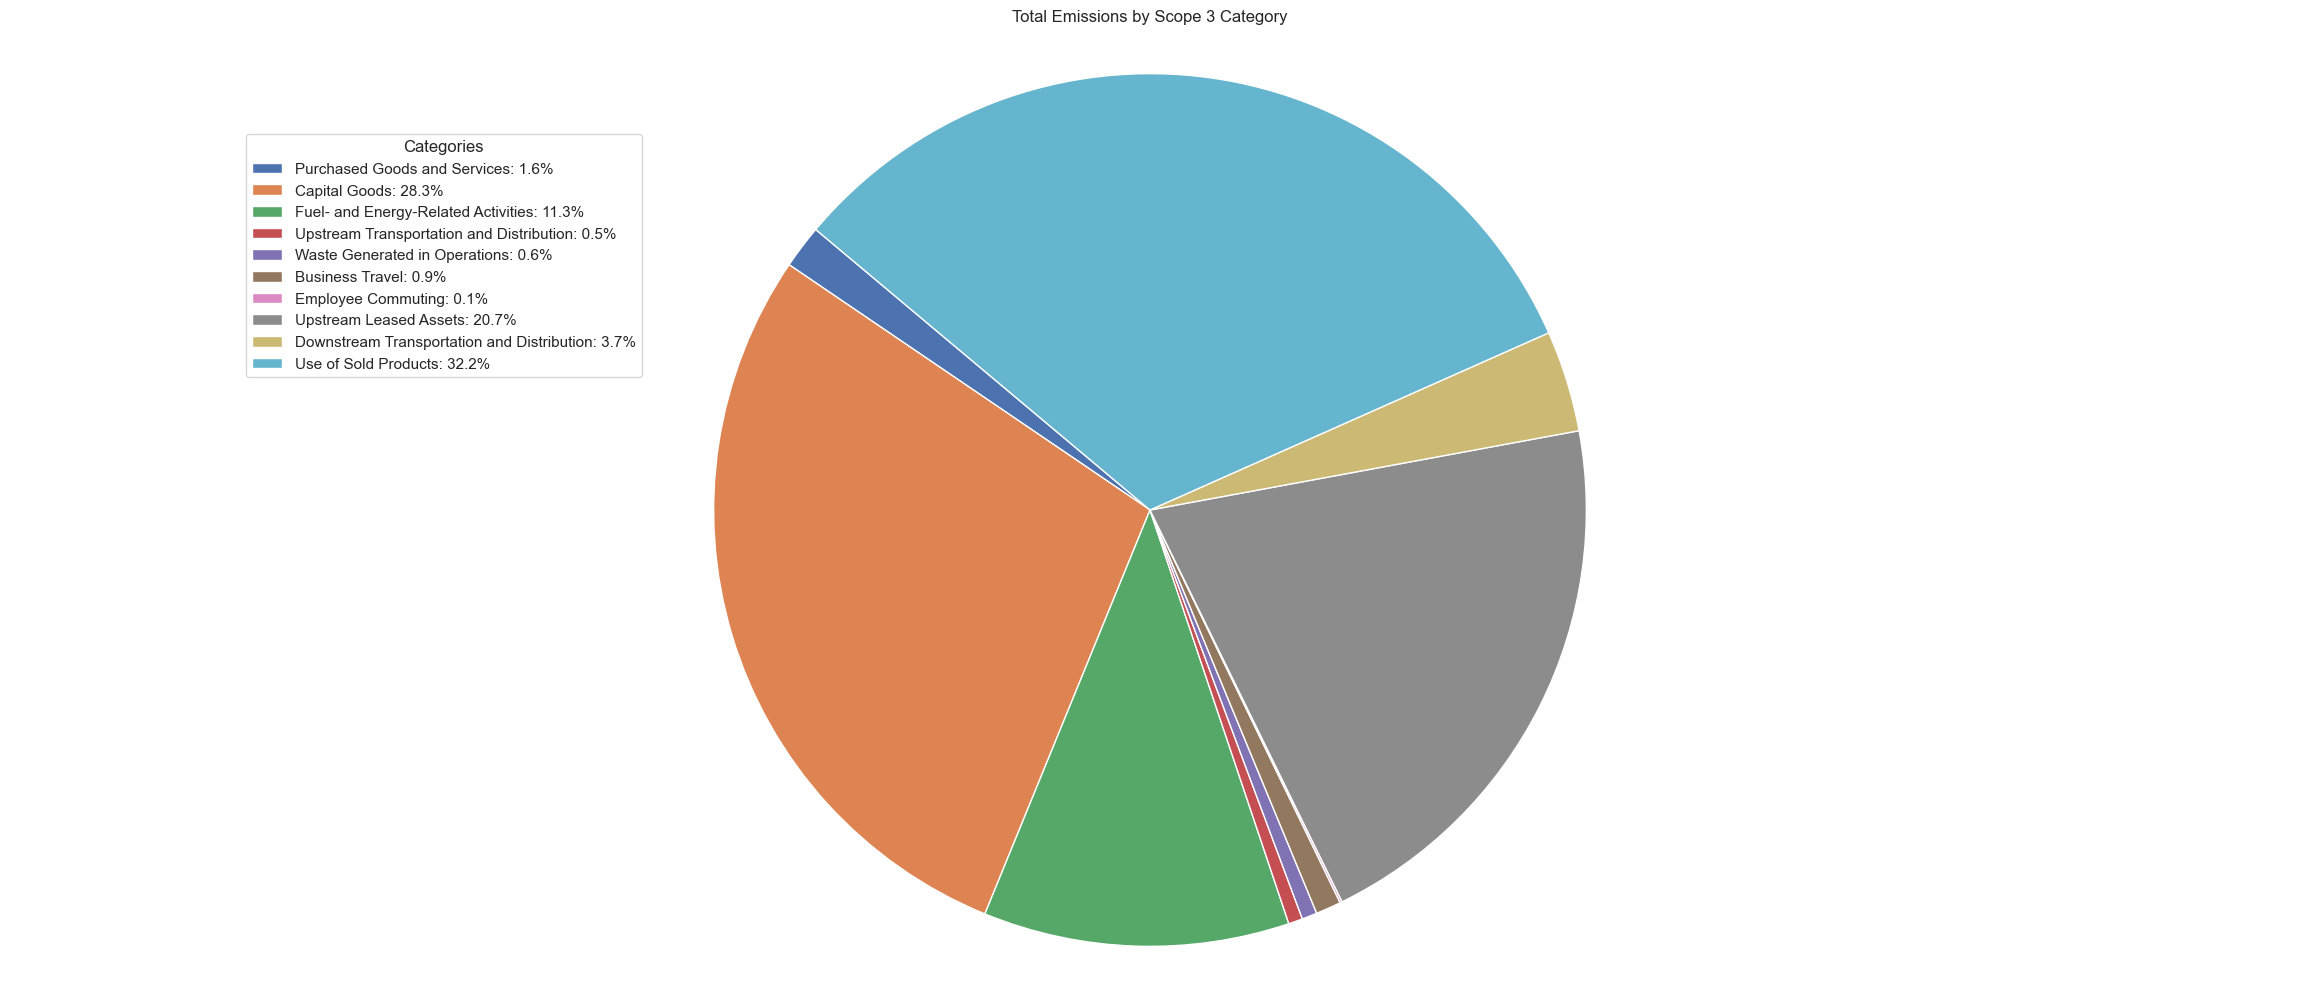 Total Emissions by Scope 3 Category
Categories
Purchased Goods and Services: 1.6%
Capital Goods: 28.3%
Fuel- and Energy-Related Activities: 11.3%
Upstream Transportation and Distribution: 0.5%
Waste Generated in Operations: 0.6%
Business Travel: 0.9%
Employee Commuting: 0.1%
Upstream Leased Assets: 20.7%
Downstream Transportation and Distribution: 3.7%
Use of Sold Products: 32.2%